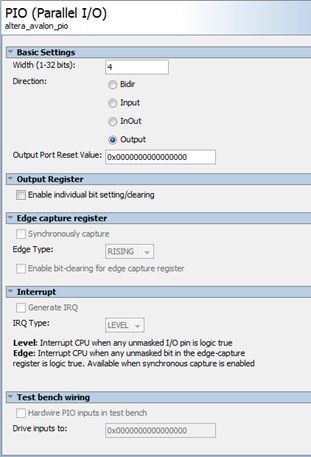 PIO (Parallel I/O)
altera_avalon_pio
Basic Settings
Width (1-32 bits): 4
Direction: Bidir
Input
InOut
Output
Output Port Reset Value: 0x0000000000000000
Output Register
Enable individual bit setting/clearing
Edge capture register
Synchronously capture
Edge Type: RISING
Enable bit-clearing for edge capture register
Interrupt
Generate IRQ
IRQ Type: LEVEL
Level: Interrupt CPU when any unmasked I/O pin is logic true
Edge: Interrupt CPU when any unmasked bit in the edge-capture
register is logic true. Available when synchronous capture is enabled
Test bench wiring
Hardwire PIO inputs in test bench
Drive inputs to: 0x0000000000000000